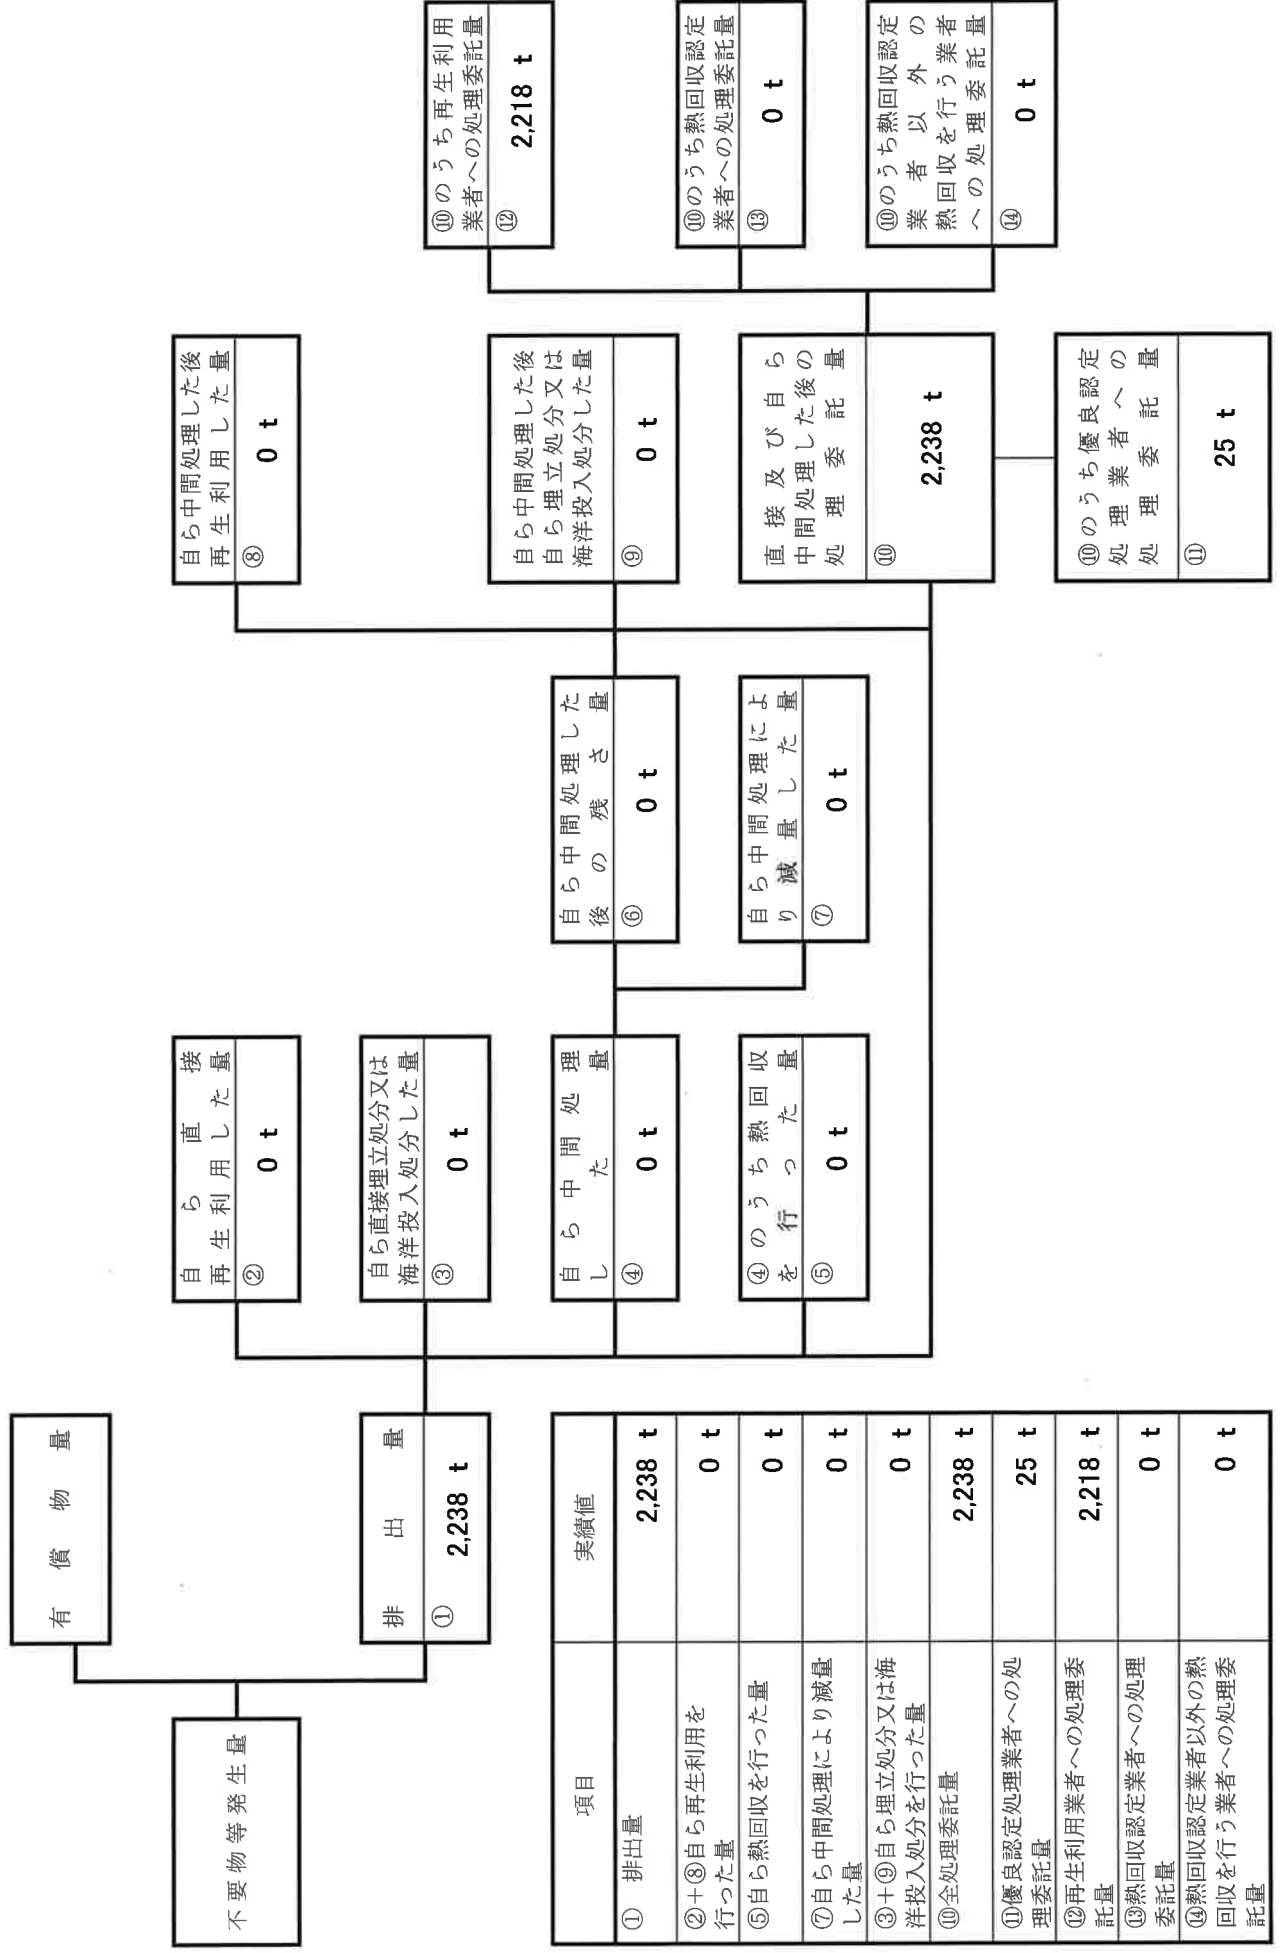 不要物等発生量
有償物量
排出量
①
2,238 t
自ら直接
再生利用した量
②
0 t
自ら直接埋立処分又は
海洋投入処分した量
③
0 t
自ら中間処理
した量
④
0 t
④のうち熱回収
を行った量
⑤
0 t
自ら中間処理した
後の残さ量
⑥
0 t
自ら中間処理によ
り減量した量
⑦
0 t
自ら中間処理した後
再生利用した量
⑧
0 t
自ら中間処理した後
自ら埋立処分又は
海洋投入処分した量
⑨
0 t
直接及び自ら
中間処理した後の
処理委託量
⑩
2,238 t
⑩のうち優良認定
処理業者への
処理委託量
⑪
25 t
⑩のうち再生利用
業者への処理委託量
⑫
2,218 t
⑩のうち熱回収認定
業者への処理委託量
⑬
0 t
⑩のうち熱回収認定
業者以外の
熱回収を行う業者
への処理委託量
⑭
0 t
項目 実績値
① 排出量 2,238 t
②+⑧自ら再生利用を
行った量 0 t
⑤自ら熱回収を行った量 0 t
⑦自ら中間処理により減量
した量 0 t
③+⑨自ら埋立処分又は海
洋投入処分を行った量 0 t
⑩全処理委託量 2,238 t
⑪優良認定処理業者への処
理委託量 25 t
⑫再生利用業者への処理委
託量 2,218 t
⑬熱回収認定業者への処理
委託量 0 t
⑭熱回収認定業者以外の熱
回収を行う業者への処理委
託量 0 t